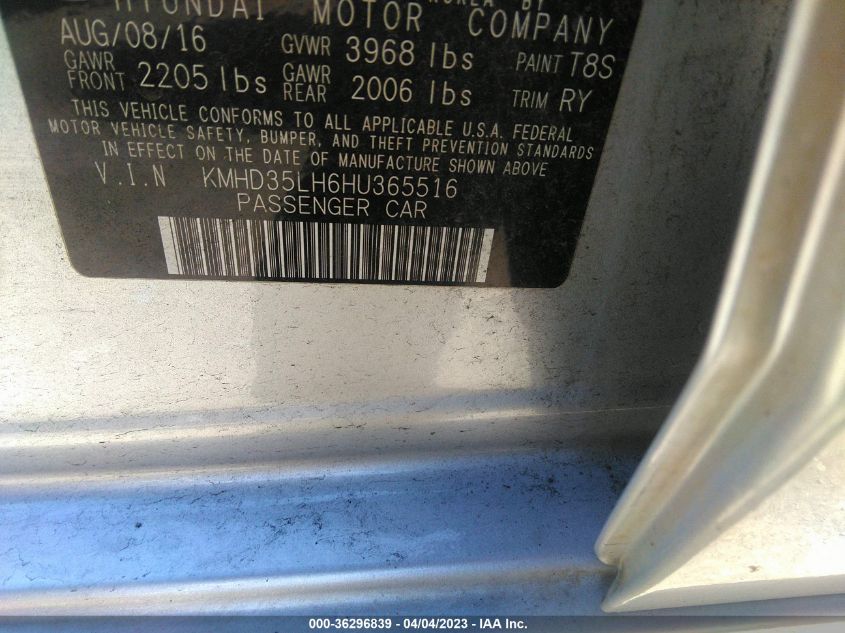 HYUNDAI MOTOR COMPANY
AUG/08/16 GVWR 3968 lbs PAINT T8S
GAWR FRONT 2205 lbs GAWR REAR 2006 lbs TRIM RY
THIS VEHICLE CONFORMS TO ALL APPLICABLE U.S.A. FEDERAL
MOTOR VEHICLE SAFETY, BUMPER, AND THEFT PREVENTION STANDARDS
IN EFFECT ON THE DATE OF MANUFACTURE SHOWN ABOVE
V.I.N KMHD35LH6HU365516
PASSENGER CAR
000-36296839 - 04/04/2023 - IAA Inc.